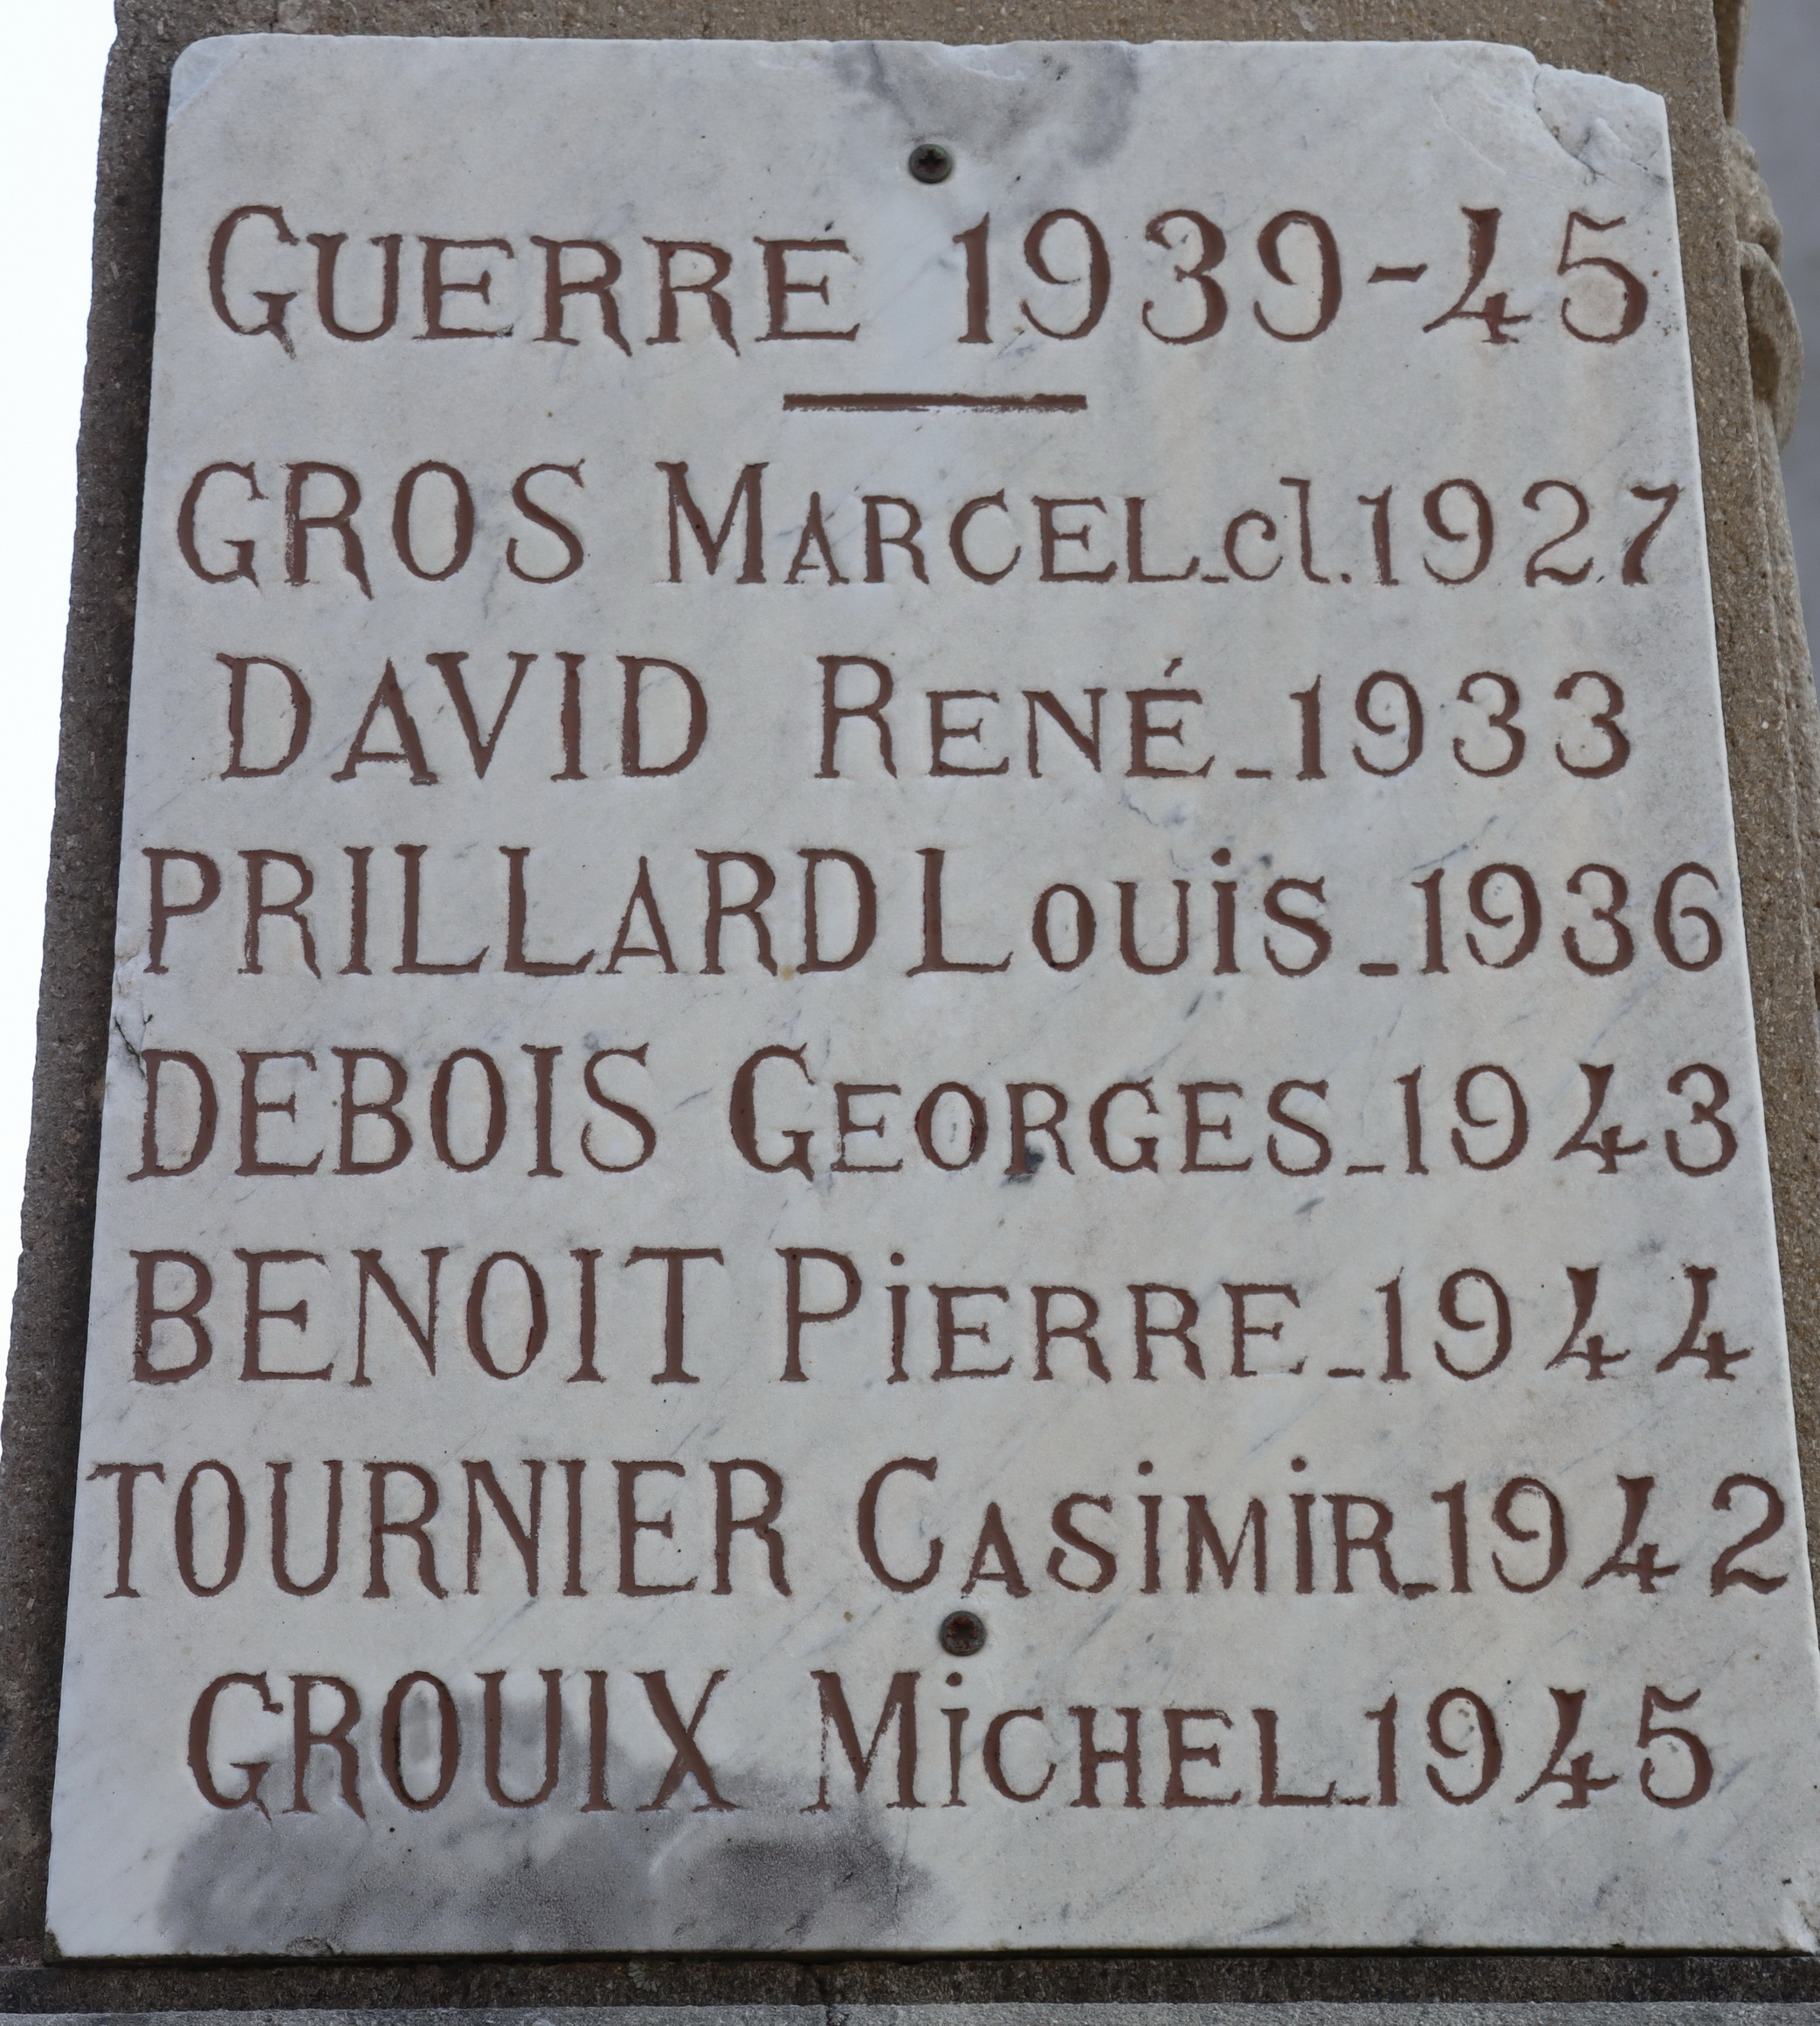 GUERRE 1939-45
GROS MARCEL_cl.1927
DAVID RENÉ_1933
PRILLARD LOUiS_1936
DEBOIS GEORGES_1943
BENOIT PiERRE_1944
TOURNIER CASiMiR_1942
GROUIX MiCHEL_1945